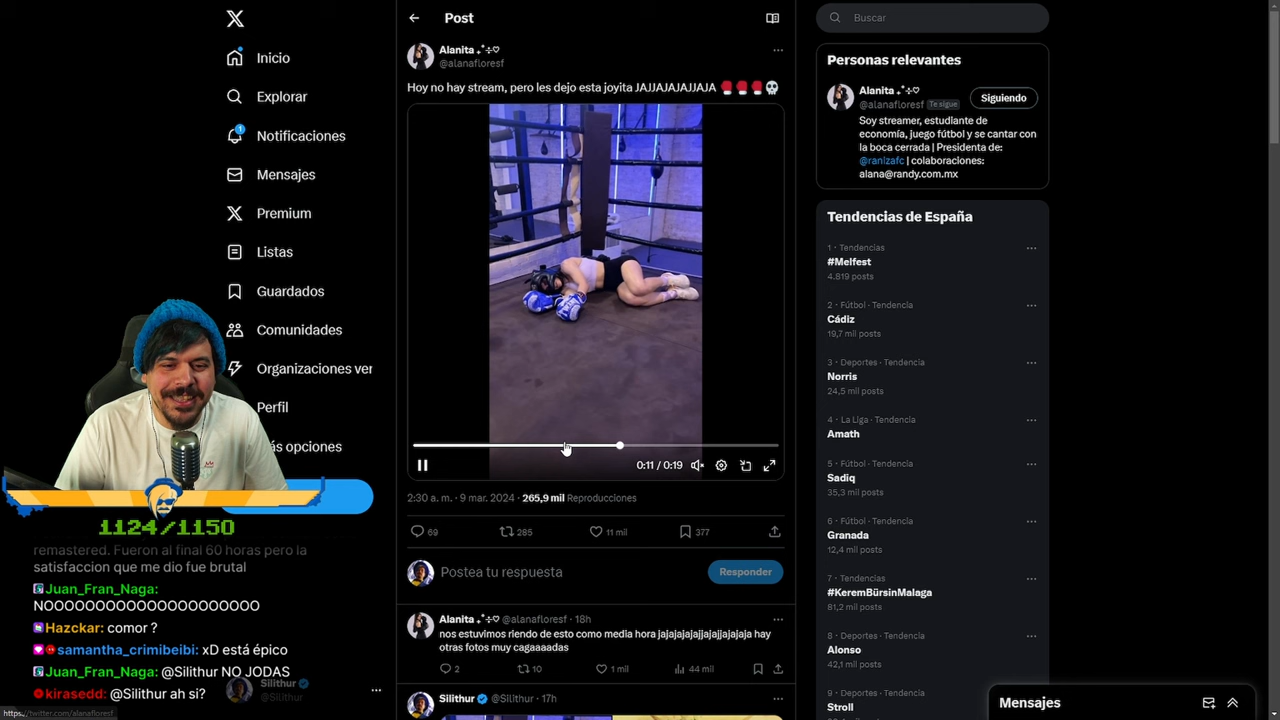 Inicio
Explorar
1
Notificaciones
Mensajes
Premium
Listas
Guardados
Comunidades
Organizaciones ver
Perfil
ás opciones
1124/1150
remastered. Fueron al final 60 horas pero la
satisfaccion que me dio fue brutal
Juan_Fran_Naga:
NOOOOOOOOOOOOOOOOOOOO
Hazckar: comor ?
samantha_crimibeibi: xD está épico
Juan_Fran_Naga: @Silithur NO JODAS
kirasedd: @Silithur ah si?
Silithur
@Silithur
https://twitter.com/alanafloresf
Post
Alanita
@alanafloresf
Hoy no hay stream, pero les dejo esta joyita JAJJAJAJAJJAJA 🥊🥊🥊💀
0:11 / 0:19
2:30 a. m. · 9 mar. 2024 · 265,9 mil Reproducciones
69
285
11 mil
377
Postea tu respuesta
Responder
Alanita @alanafloresf · 18h
nos estuvimos riendo de esto como media hora jajajajajjajajjajajaja hay
otras fotos muy cagaaaadas
2
10
1 mil
44 mil
Silithur @Silithur · 17h
Buscar
Personas relevantes
Alanita
@alanafloresf Te sigue
Siguiendo
Soy streamer, estudiante de
economía, juego fútbol y se cantar con
la boca cerrada | Presidenta de:
@ranizafc | colaboraciones:
alana@randy.com.mx
Tendencias de España
1 · Tendencias
#Melfest
4.819 posts
2 · Fútbol · Tendencia
Cádiz
19,7 mil posts
3 · Deportes · Tendencia
Norris
24,5 mil posts
4 · La Liga · Tendencia
Amath
5 · Fútbol · Tendencia
Sadiq
35,3 mil posts
6 · Fútbol · Tendencia
Granada
12,4 mil posts
7 · Tendencias
#KeremBürsinMalaga
81,2 mil posts
8 · Deportes · Tendencia
Alonso
42,1 mil posts
9 · Deportes · Tendencia
Stroll
Mensajes